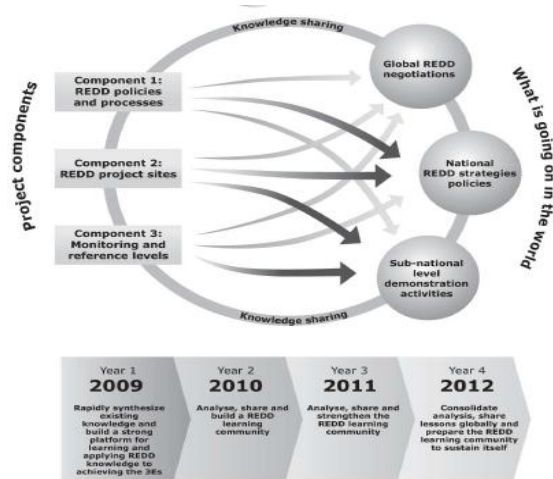 Knowledge sharing
Project components
Component 1:
REDD policies
and processes
Component 2:
REDD project sites
Component 3:
Monitoring and
reference levels
Global REDD
negotiations
National
REDD strategies
policies
Sub-national
level
demonstration
activities
What is going on in the world
Knowledge sharing
Year 1
2009
Rapidly synthesize
existing
knowledge and
build a strong
platform for
learning and
applying REDD
knowledge to
achieving the 3Es
Year 2
2010
Analyse, share and
build a REDD
learning
community
Year 3
2011
Analyse, share and
strengthen the
REDD learning
community
Year 4
2012
Consolidate
analysis, share
lessons globally and
prepare the REDD
learning community
to sustain itself